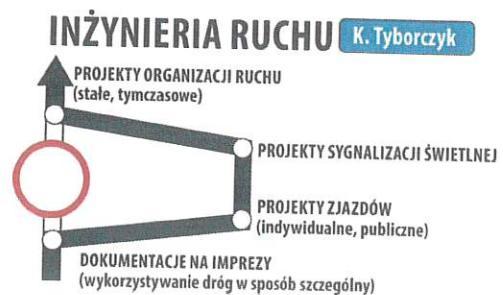 INŻYNIERIA RUCHU K. Tyborczyk
PROJEKTY ORGANIZACJI RUCHU
(stałe, tymczasowe)
PROJEKTY SYGNALIZACJI ŚWIETLNEJ
PROJEKTY ZJAZDÓW
(indywidualne, publiczne)
DOKUMENTACJE NA IMPREZY
(wykorzystywanie dróg w sposób szczególny)